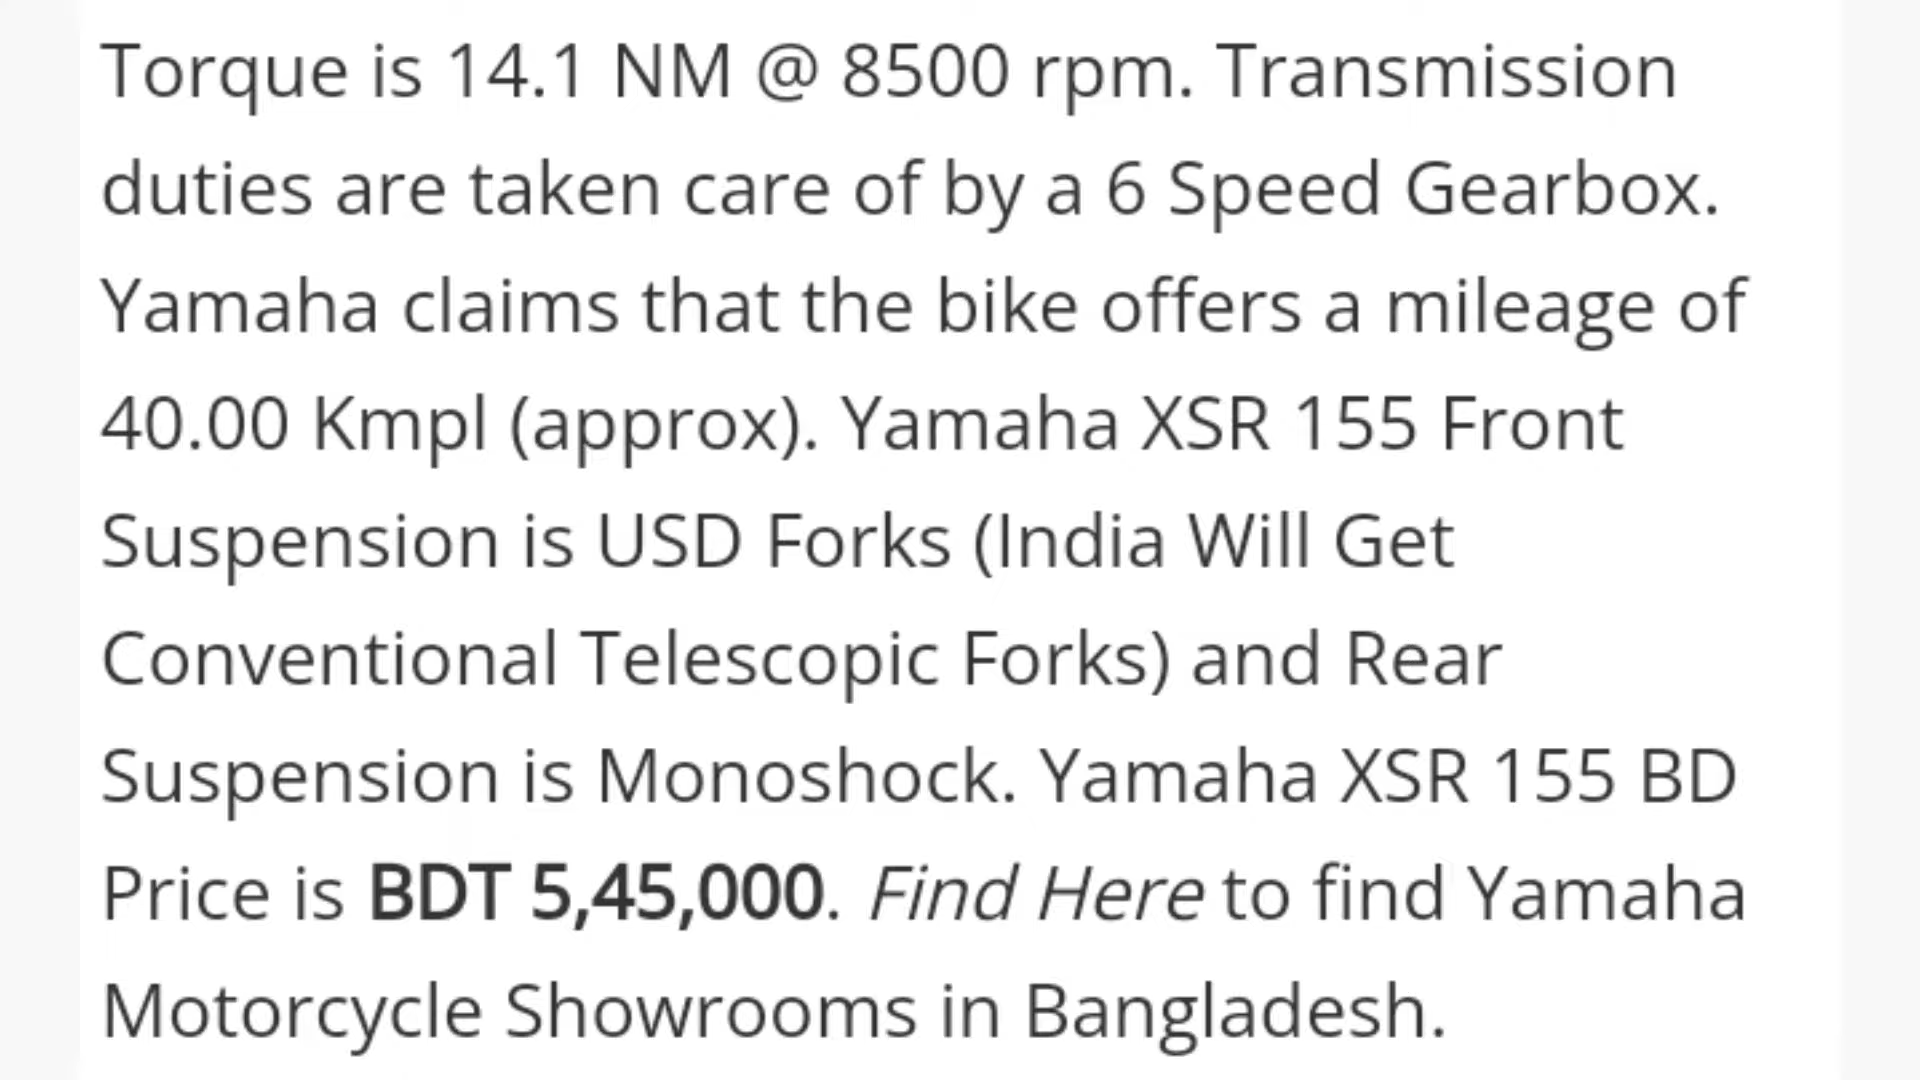 Torque is 14.1 NM @ 8500 rpm. Transmission
duties are taken care of by a 6 Speed Gearbox.
Yamaha claims that the bike offers a mileage of
40.00 Kmpl (approx). Yamaha XSR 155 Front
Suspension is USD Forks (India Will Get
Conventional Telescopic Forks) and Rear
Suspension is Monoshock. Yamaha XSR 155 BD
Price is BDT 5,45,000. Find Here to find Yamaha
Motorcycle Showrooms in Bangladesh.